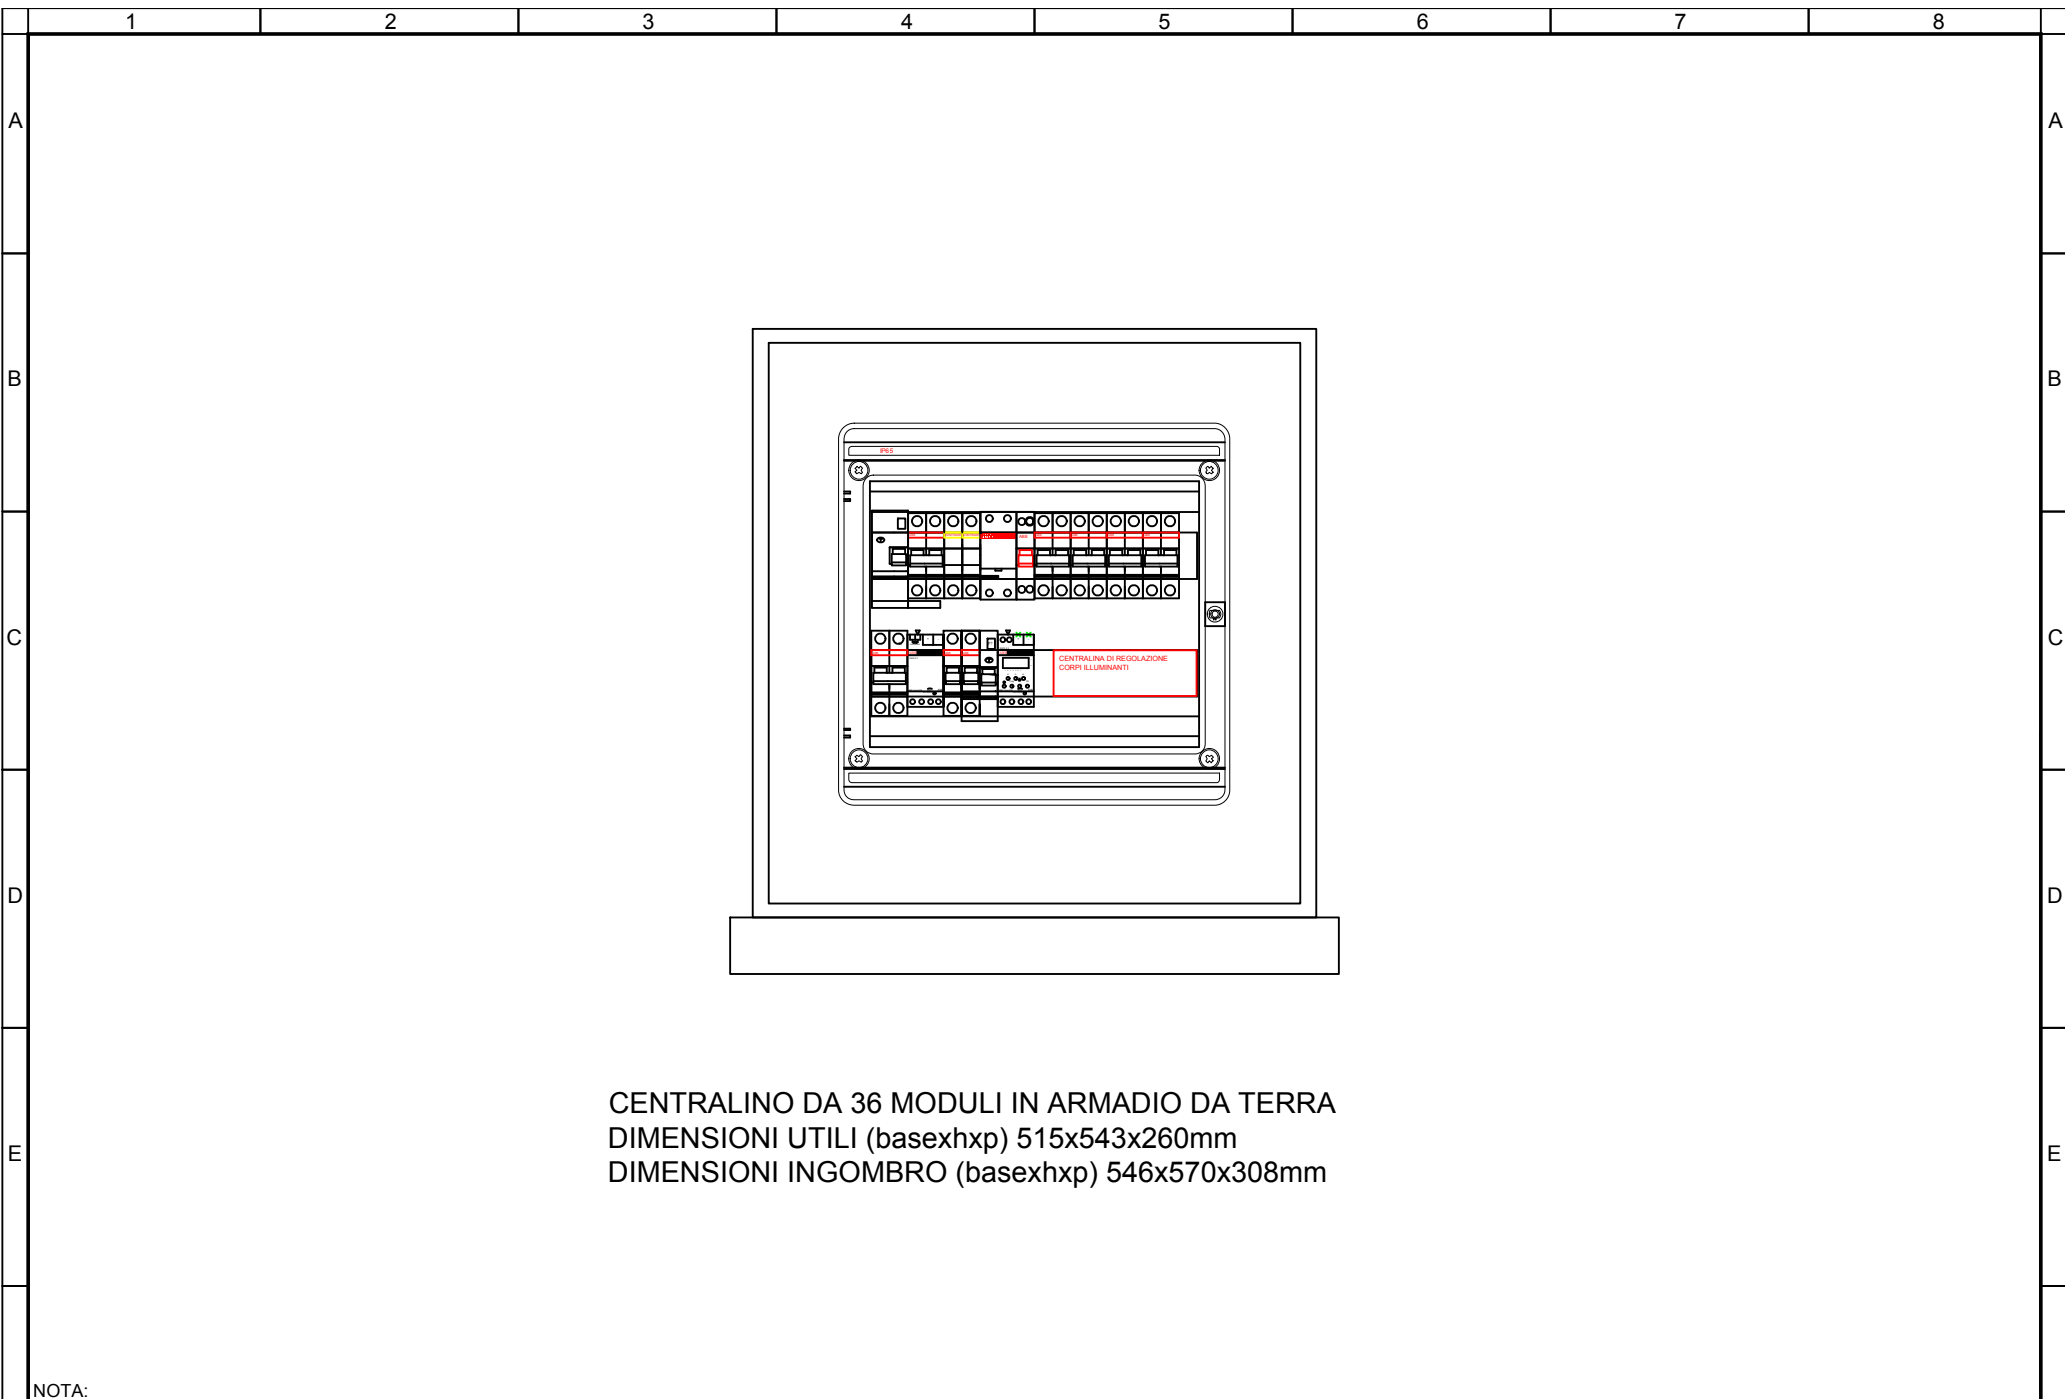 1 2 3 4 5 6 7 8
A A
B B
IP65
C C
CENTRALINA DI REGOLAZIONE
CORPI ILLUMINANTI
D D
CENTRALINO DA 36 MODULI IN ARMADIO DA TERRA
DIMENSIONI UTILI (basexhxp) 515x543x260mm
E E
DIMENSIONI INGOMBRO (basexhxp) 546x570x308mm
NOTA: